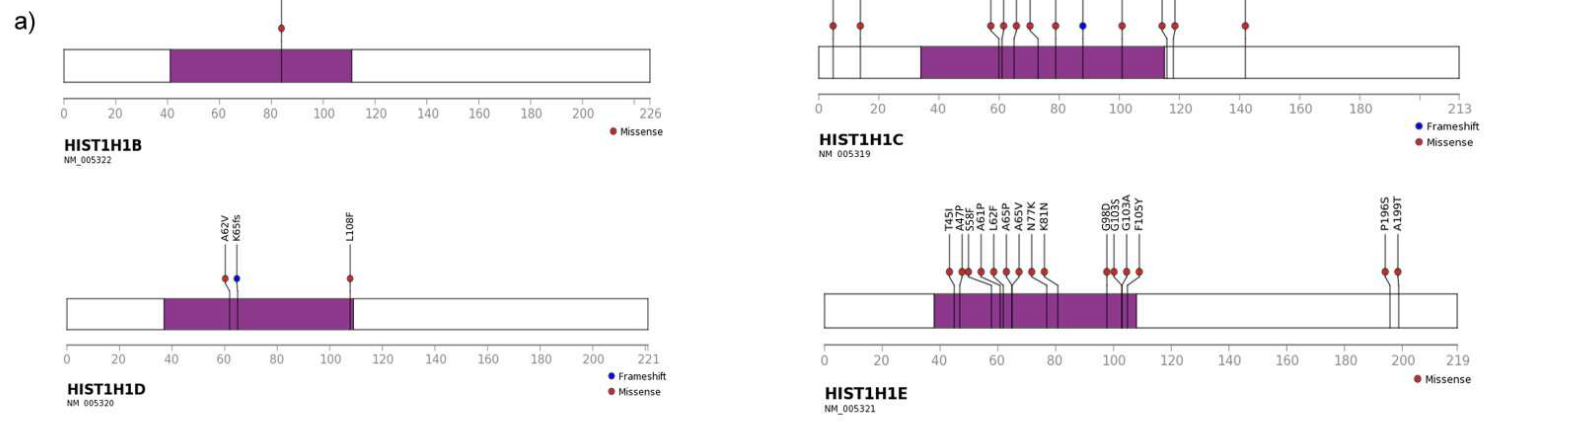 a)
0 20 40 60 80 100 120 140 160 180 200 226
HIST1H1B
NM_005322
Missense
0 20 40 60 80 100 120 140 160 180 213
HIST1H1C
NM 005319
Frameshift
Missense
A62V
K65fs
L108F
0 20 40 60 80 100 120 140 160 180 200 221
HIST1H1D
NM 005320
Frameshift
Missense
T45I
A47P
S58F
A61P
L62F
A65P
A65V
N77K
K81N
G98D
G103S
G103A
F105Y
P196S
A199T
0 20 40 60 80 100 120 140 160 180 200 219
HIST1H1E
NM_005321
Missense